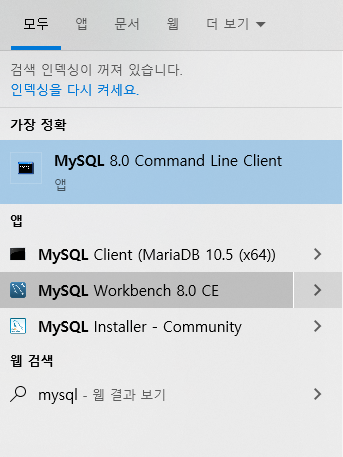 모두 앱 문서 웹 더 보기
검색 인덱싱이 꺼져 있습니다.
인덱싱을 다시 켜세요.
가장 정확
MySQL 8.0 Command Line Client
앱
앱
MySQL Client (MariaDB 10.5 (x64))
MySQL Workbench 8.0 CE
MySQL Installer - Community
웹 검색
mysql - 웹 결과 보기